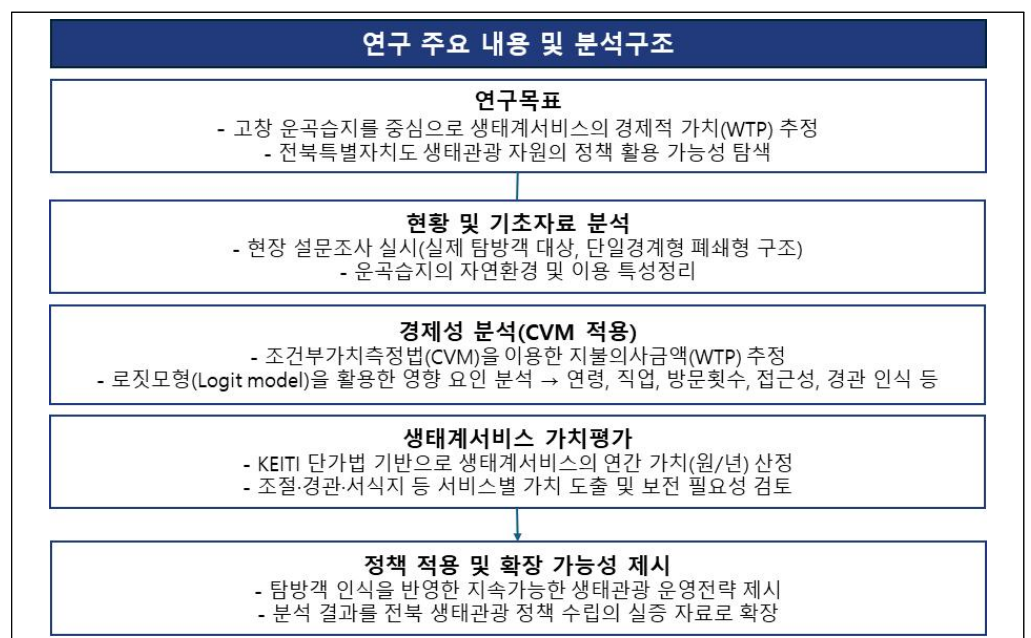 연구 주요 내용 및 분석구조
연구목표
- 고창 운곡습지를 중심으로 생태계서비스의 경제적 가치(WTP) 추정
- 전북특별자치도 생태관광 자원의 정책 활용 가능성 탐색
현황 및 기초자료 분석
- 현장 설문조사 실시(실제 탐방객 대상, 단일경계형 폐쇄형 구조)
- 운곡습지의 자연환경 및 이용 특성정리
경제성 분석(CVM 적용)
- 조건부가치측정법(CVM)을 이용한 지불의사금액(WTP) 추정
- 로짓모형(Logit model)을 활용한 영향 요인 분석 → 연령, 직업, 방문횟수, 접근성, 경관 인식 등
생태계서비스 가치평가
- KEITI 단가법 기반으로 생태계서비스의 연간 가치(원/년) 산정
- 조절·경관·서식지 등 서비스별 가치 도출 및 보전 필요성 검토
정책 적용 및 확장 가능성 제시
- 탐방객 인식을 반영한 지속가능한 생태관광 운영전략 제시
- 분석 결과를 전북 생태관광 정책 수립의 실증 자료로 확장